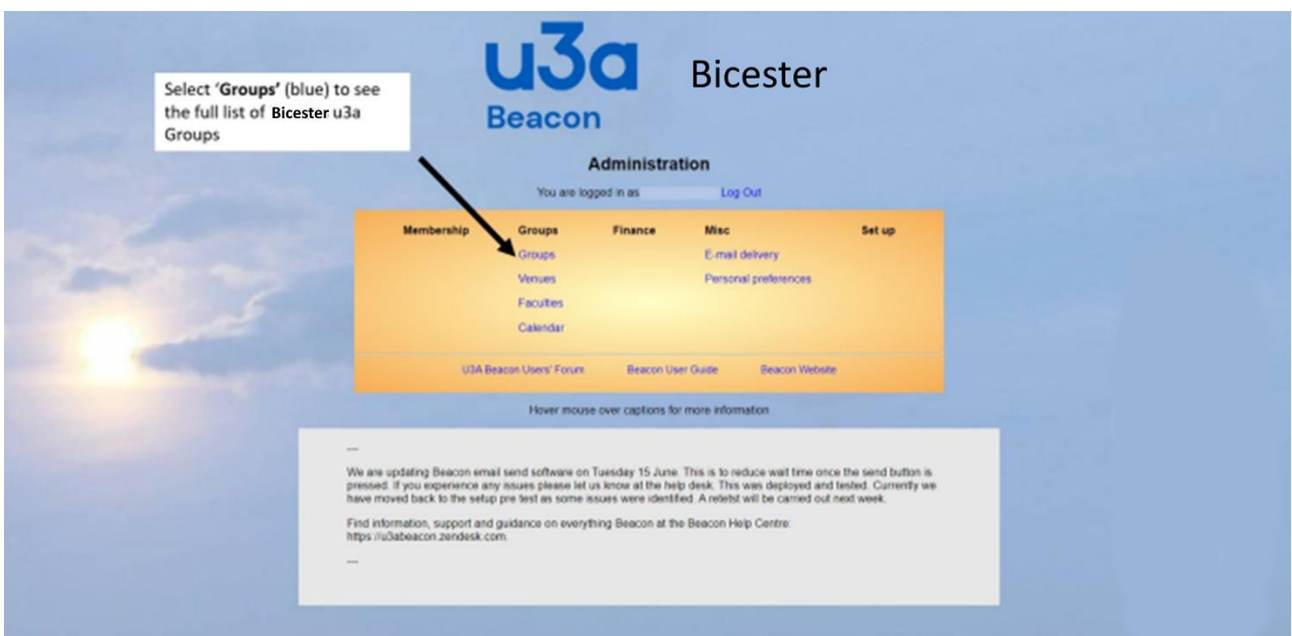 u3a
Beacon
Bicester
Select ‘Groups’ (blue) to see
the full list of Bicester u3a
Groups
Administration
You are logged in as Log Out
Membership Groups Finance Misc Set up
Groups E-mail delivery
Venues Personal preferences
Faculties
Calendar
U3A Beacon Users' Forum Beacon User Guide Beacon Website
Hover mouse over captions for more information
---
We are updating Beacon email send software on Tuesday 15 June. This is to reduce wait time once the send button is
pressed. If you experience any issues please let us know at the help desk. This was deployed and tested. Currently we
have moved back to the setup pre test as some issues were identified. A retetst will be carried out next week.
Find information, support and guidance on everything Beacon at the Beacon Help Centre:
https://u3abeacon.zendesk.com.
---